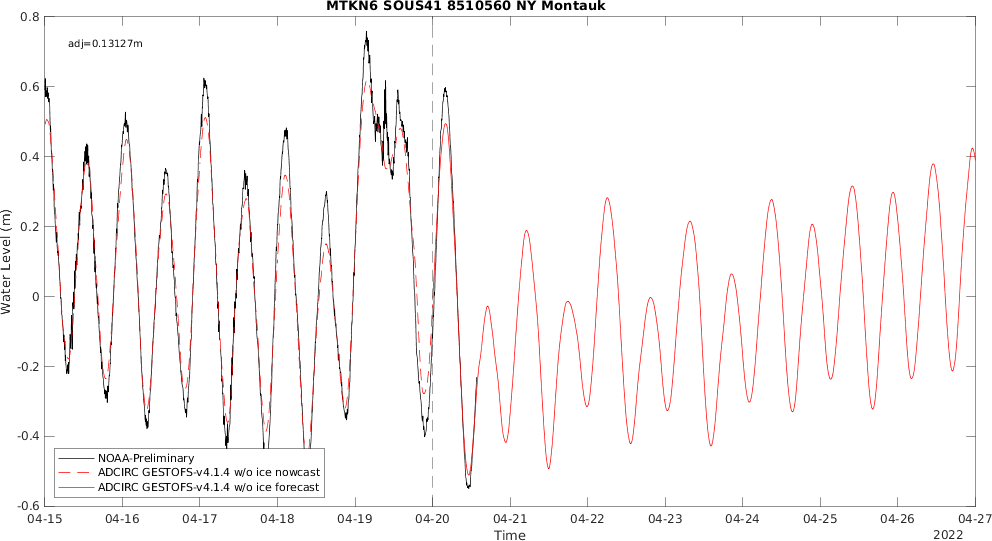 MTKN6 SOUS41 8510560 NY Montauk
adj=0.13127m
Water Level (m)
0.8
0.6
0.4
0.2
0
-0.2
-0.4
-0.6
NOAA-Preliminary
ADCIRC GESTOFS-v4.1.4 w/o ice nowcast
ADCIRC GESTOFS-v4.1.4 w/o ice forecast
04-15 04-16 04-17 04-18 04-19 04-20 04-21 04-22 04-23 04-24 04-25 04-26 04-27
Time
2022